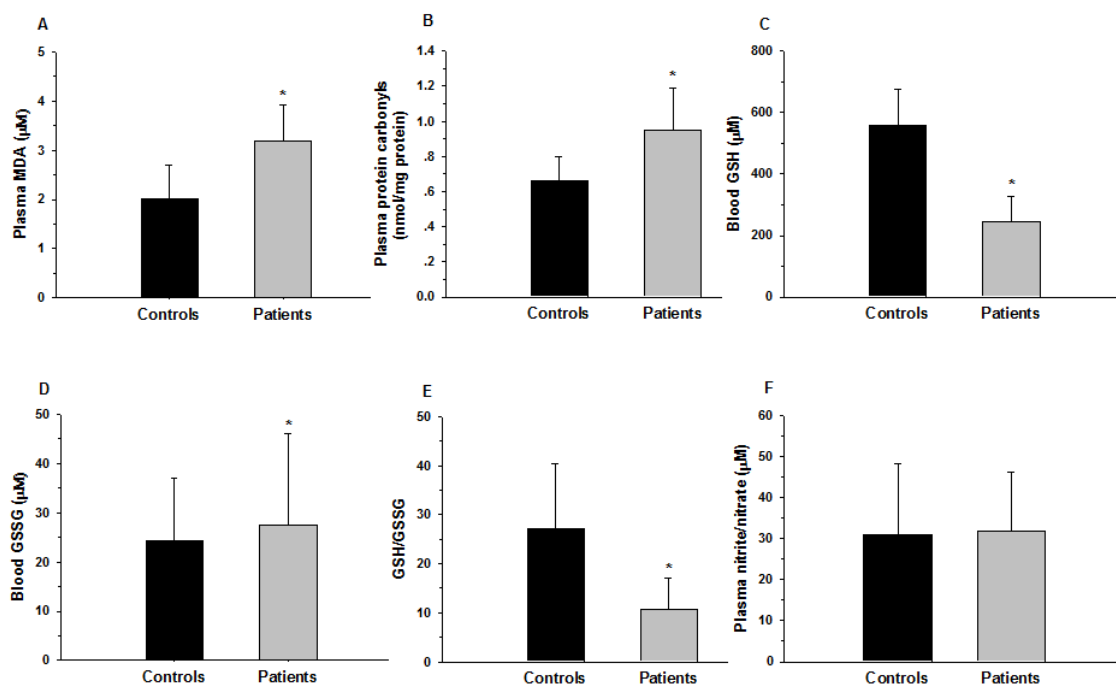 A
Plasma MDA (μM)
5
4
3
2
1
0
*
Controls
Patients
B
Plasma protein carbonyls
(nmol/mg protein)
1.4
1.2
1.0
.8
.6
.4
.2
0.0
*
Controls
Patients
C
Blood GSH (μM)
800
600
400
200
0
*
Controls
Patients
D
Blood GSSG (μM)
50
40
30
20
10
0
*
Controls
Patients
E
GSH/GSSG
50
40
30
20
10
0
*
Controls
Patients
F
Plasma nitrite/nitrate (μM)
60
50
40
30
20
10
0
Controls
Patients